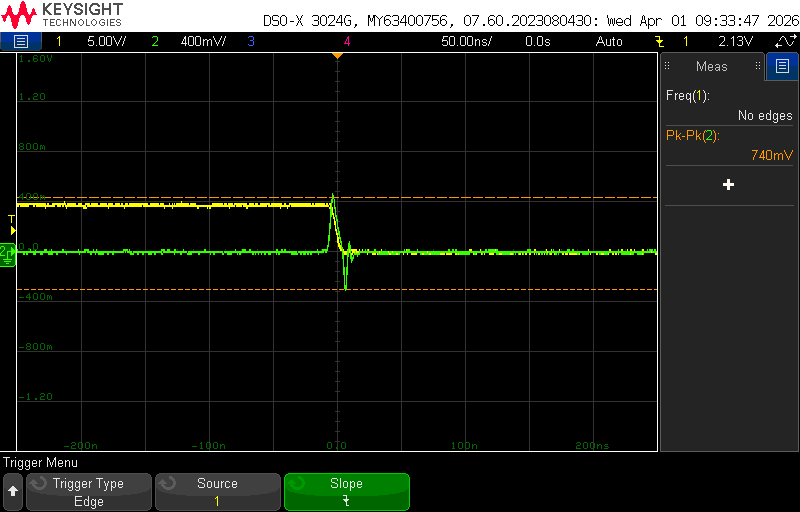 KEYSIGHT
TECHNOLOGIES
DSO-X 3024G, MY63400756, 07.60.2023080430: Wed Apr 01 09:33:47 2026
1 5.00V/ 2 400mV/ 3 4 50.00ns/ 0.0s Auto 1 2.13V
1.60V
Meas
1.20
Freq(1):
No edges
800m
Pk-Pk(2):
740mV
400m
T
2
0.0
-400m
-800m
-1.20
-200n -100n 0.0 100n 200ns
Trigger Menu
Trigger Type
Edge
Source
1
Slope